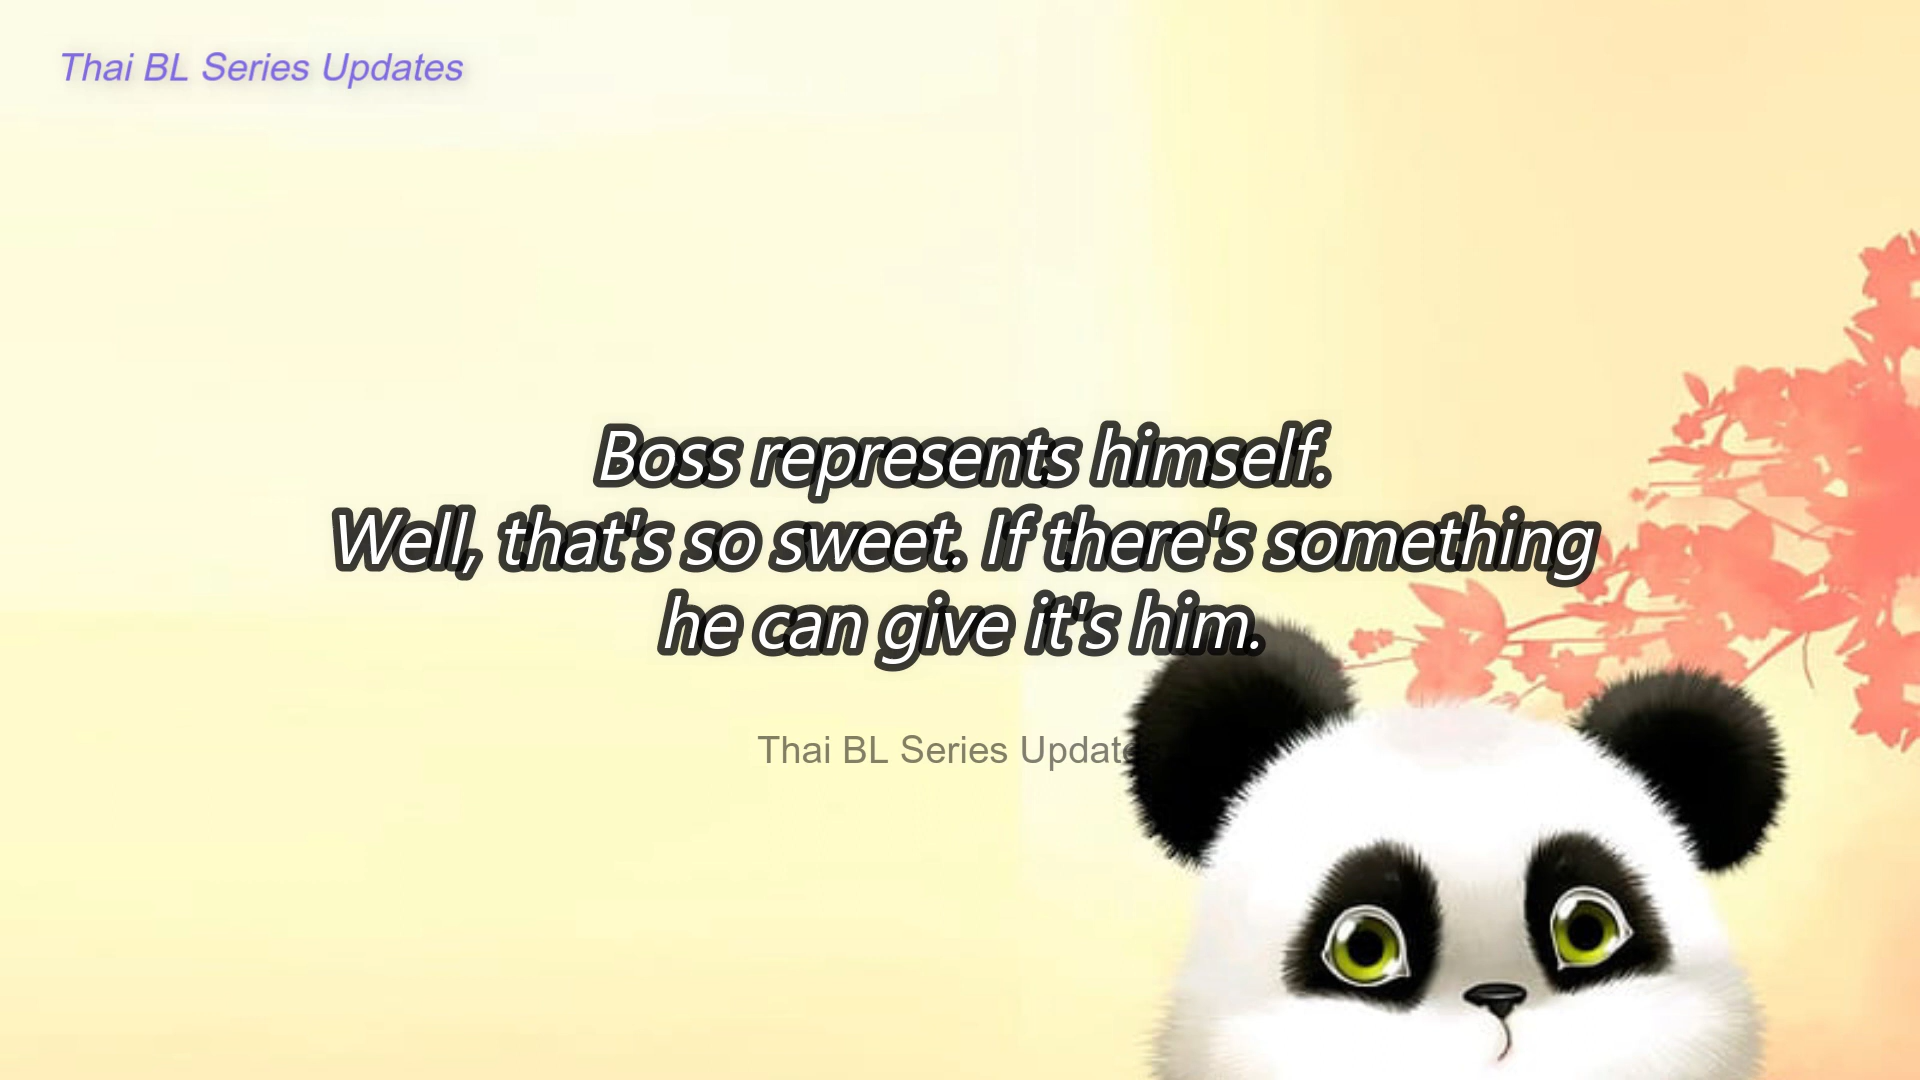 Thai BL Series Updates
Boss represents himself.
Well, that's so sweet. If there's something
he can give it's him.
Thai BL Series Updates